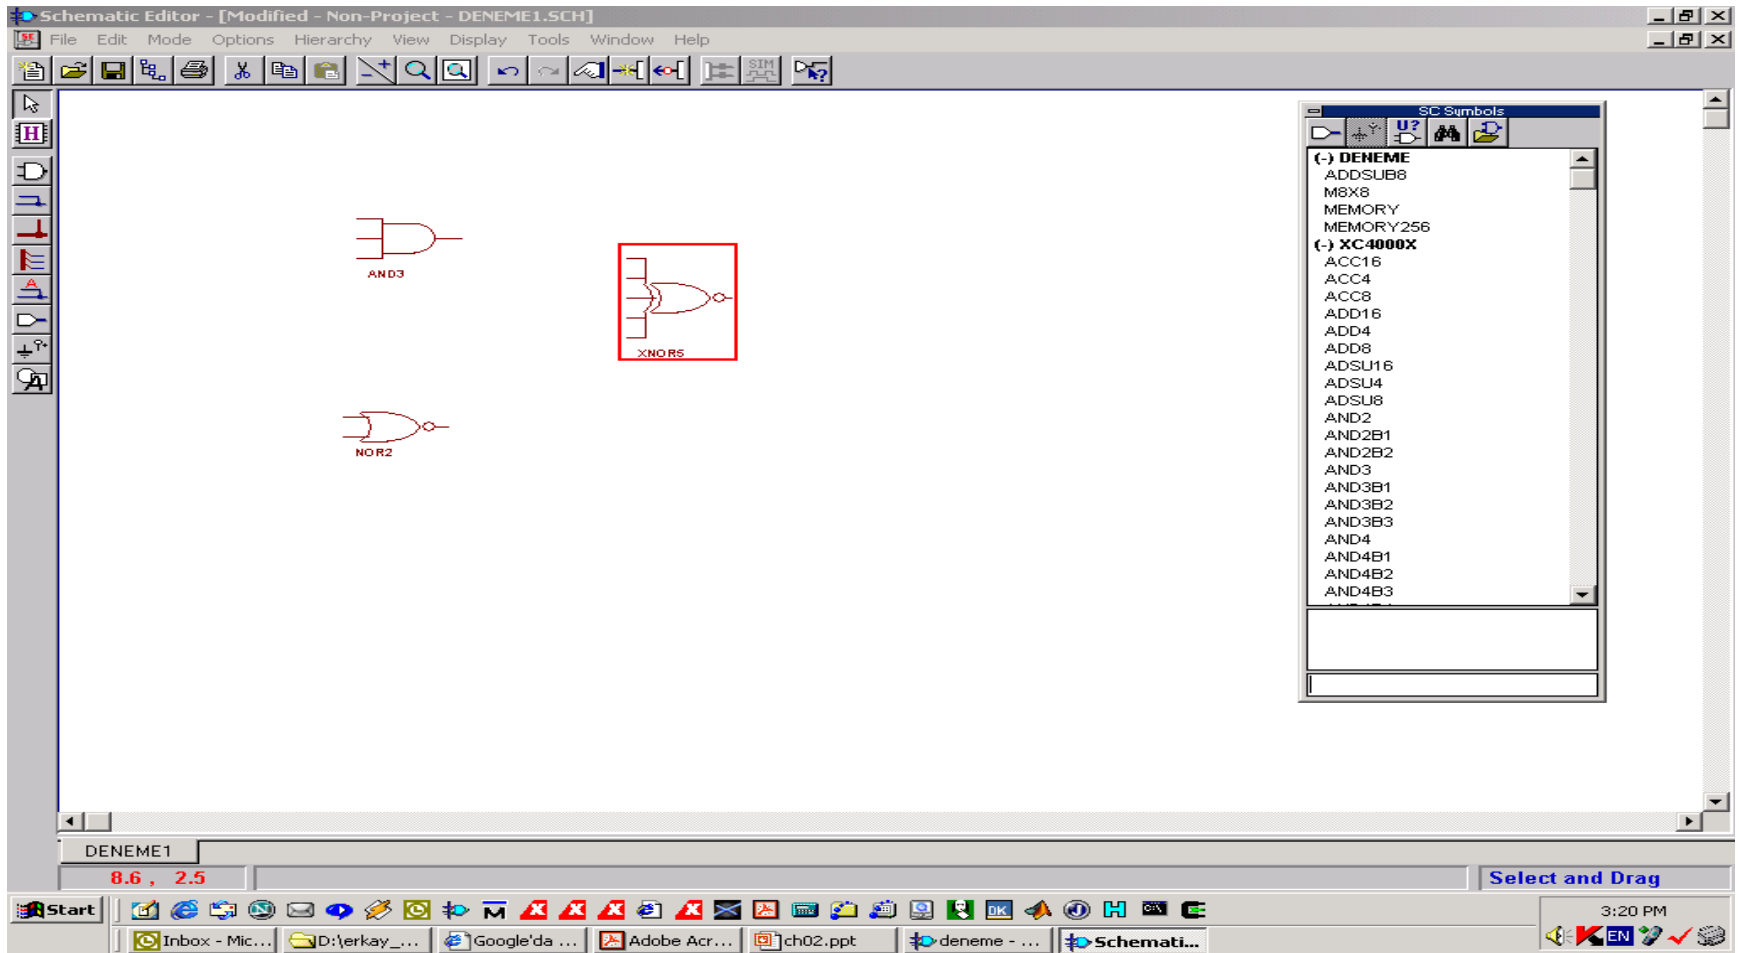 Schematic Editor - [Modified - Non-Project - DENEME1.SCH]
File Edit Mode Options Hierarchy View Display Tools Window Help
SIM
H
A
A
SC Symbols
U?
(-) DENEME
ADDSUB8
M8X8
MEMORY
MEMORY256
(-) XC4000X
ACC16
ACC4
ACC8
ADD16
ADD4
ADD8
ADSU16
ADSU4
ADSU8
AND2
AND2B1
AND2B2
AND3
AND3B1
AND3B2
AND3B3
AND4
AND4B1
AND4B2
AND4B3
AND3
XNOR5
NOR2
DENEME1
8.6 , 2.5
Select and Drag
Start
3:20 PM
Inbox - Mic...
D:\erkay_...
Google'da ...
Adobe Acr...
ch02.ppt
deneme - ...
Schemati...
EN